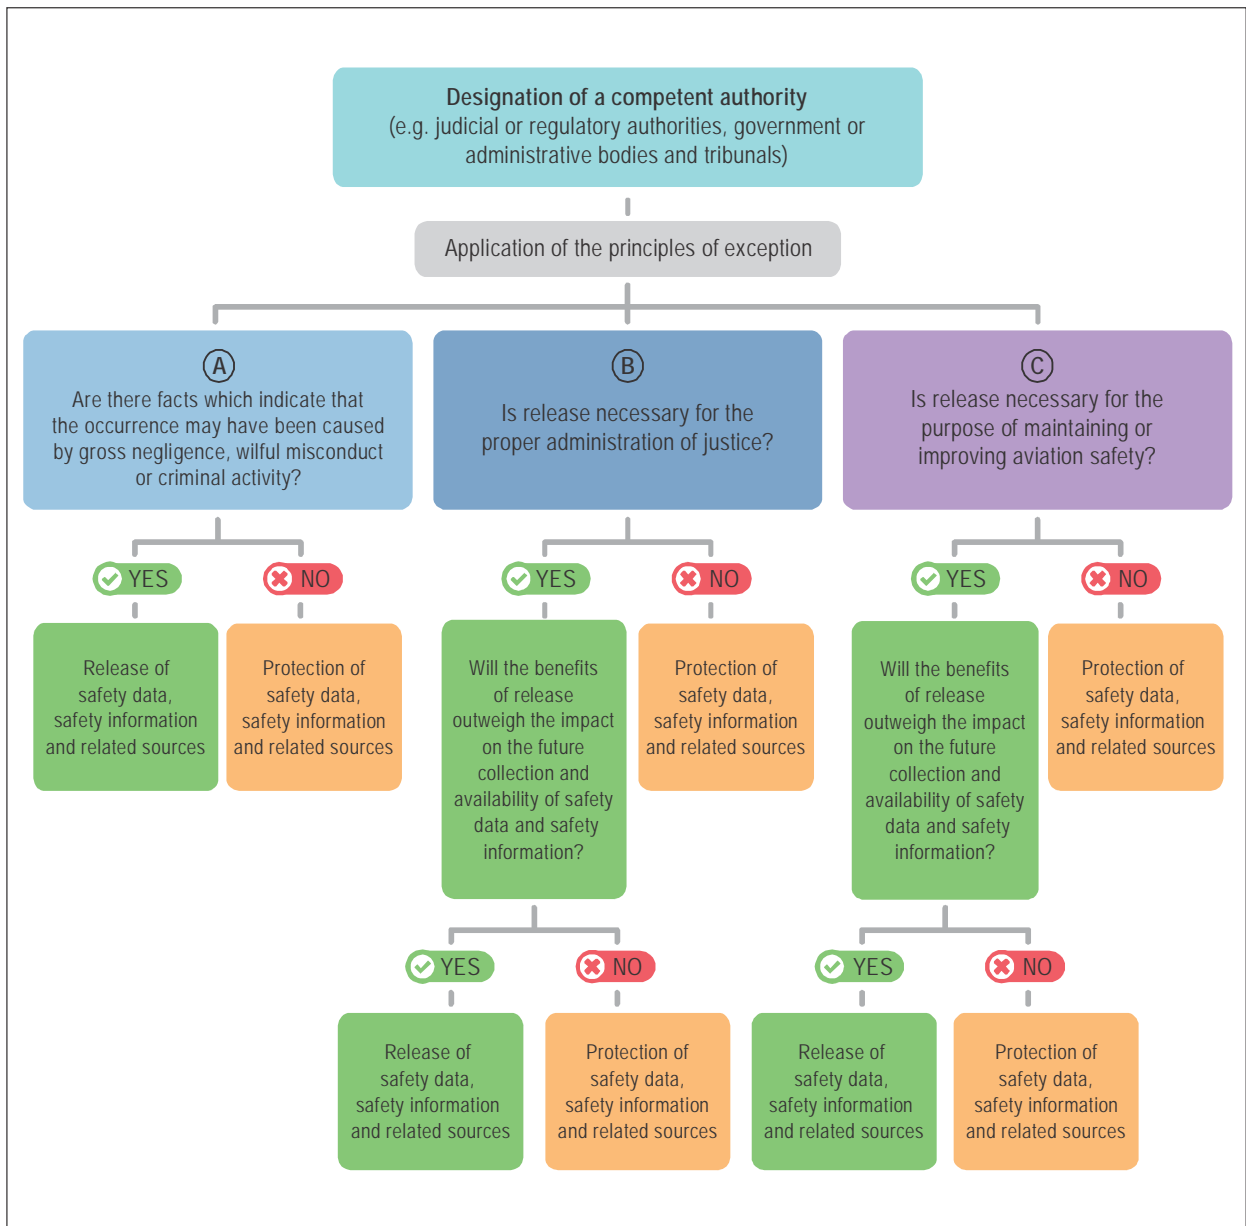 Designation of a competent authority
(e.g. judicial or regulatory authorities, government or
administrative bodies and tribunals)
Application of the principles of exception
A
Are there facts which indicate that
the occurrence may have been caused
by gross negligence, wilful misconduct
or criminal activity?
B
Is release necessary for the
proper administration of justice?
C
Is release necessary for the
purpose of maintaining or
improving aviation safety?
YES
NO
YES
NO
YES
NO
Release of
safety data,
safety information
and related sources
Protection of
safety data,
safety information
and related sources
Will the benefits
of release
outweigh the impact
on the future
collection and
availability of safety
data and safety
information?
Protection of
safety data,
safety information
and related sources
Will the benefits
of release
outweigh the impact
on the future
collection and
availability of safety
data and safety
information?
Protection of
safety data,
safety information
and related sources
YES
NO
YES
NO
Release of
safety data,
safety information
and related sources
Protection of
safety data,
safety information
and related sources
Release of
safety data,
safety information
and related sources
Protection of
safety data,
safety information
and related sources